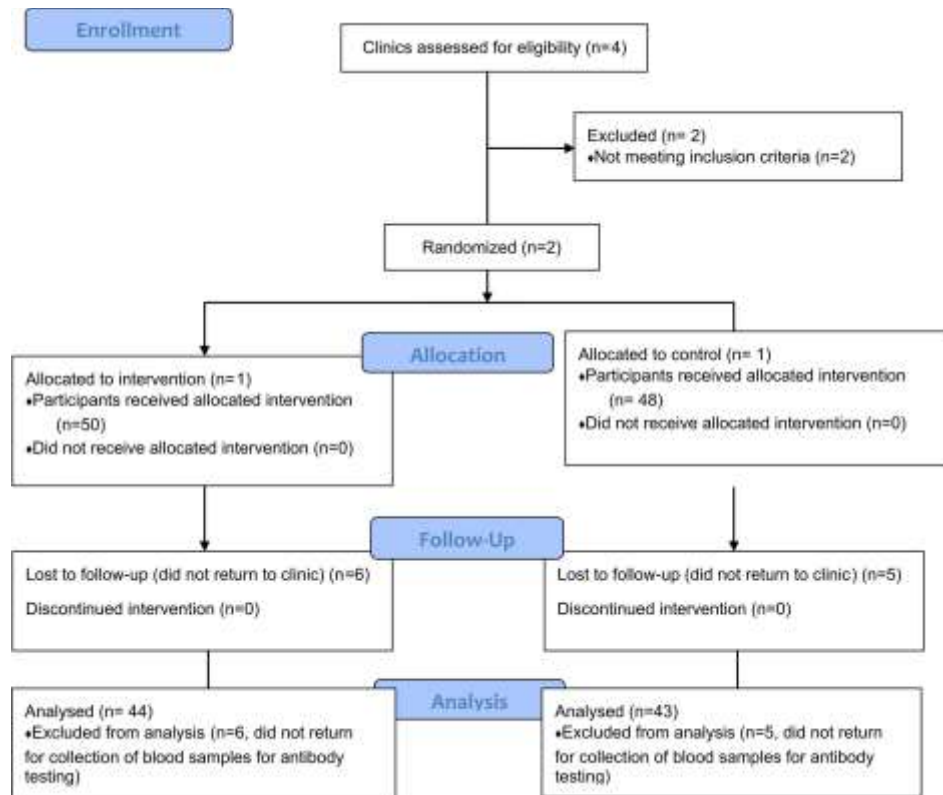 Enrollment
Clinics assessed for eligibility (n=4)
Excluded (n= 2)
♦Not meeting inclusion criteria (n=2)
Randomized (n=2)
Allocation
Allocated to intervention (n=1)
♦Participants received allocated intervention
(n=50)
♦Did not receive allocated intervention (n=0)
Allocated to control (n= 1)
♦Participants received allocated intervention
(n= 48)
♦Did not receive allocated intervention (n=0)
Follow-Up
Lost to follow-up (did not return to clinic) (n=6)
Discontinued intervention (n=0)
Lost to follow-up (did not return to clinic) (n=5)
Discontinued intervention (n=0)
Analysis
Analysed (n= 44)
♦Excluded from analysis (n=6, did not return
for collection of blood samples for antibody
testing)
Analysed (n=43)
♦Excluded from analysis (n=5, did not return
for collection of blood samples for antibody
testing)